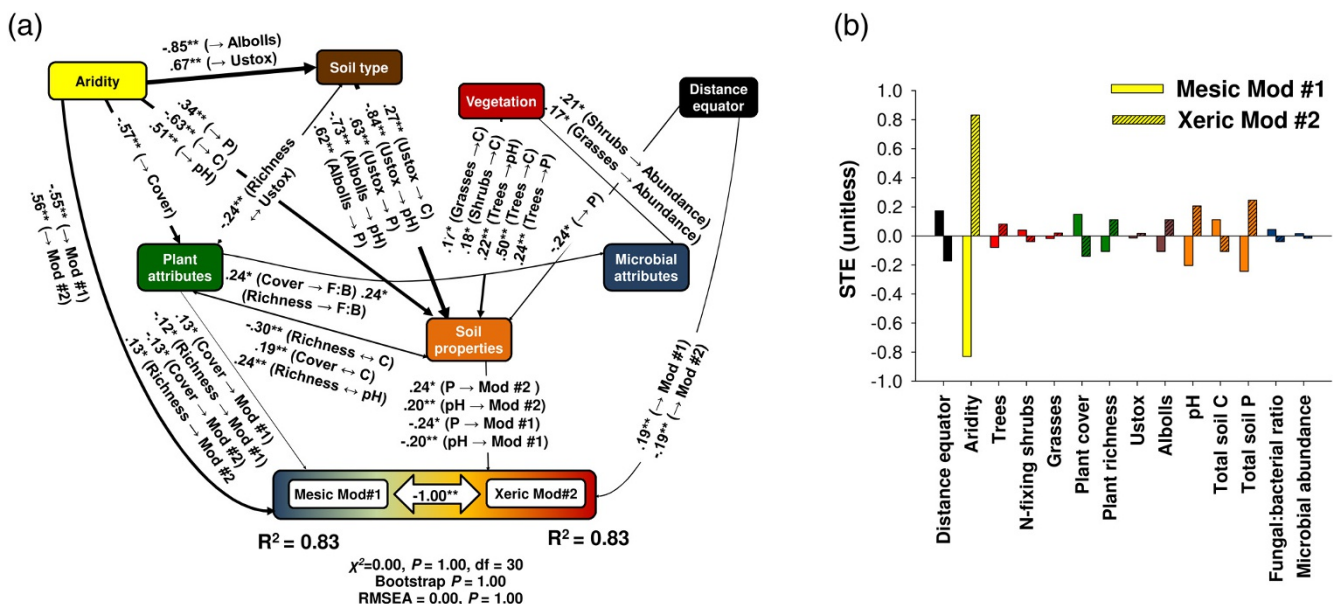 (a)
-.85** (→ Albolls)
.67** (→ Ustox)
Aridity
Soil type
Vegetation
Distance
equator
.34** (→ P)
-.63** (→ C)
.51** (→ pH)
-.57** (→ Cover)
-.24** (Richness
↔ Ustox)
.27** (Ustox → C)
-.84** (Ustox → pH)
.63** (Ustox → P)
-.73** (Albolls → pH)
.62** (Albolls → P)
.17* (Grasses → C)
.18* (Shrubs → C)
.22** (Trees → pH)
.50** (Trees → C)
.24** (Trees → P)
.21* (Shrubs → Abundance)
.17* (Grasses → Abundance)
-.24* (→ P)
-.55** (→ Mod #1)
.56** (→ Mod #2)
Plant
attributes
Microbial
attributes
.24* (Cover → F:B) .24*
(Richness → F:B)
Soil
properties
-.30** (Richness ↔ C)
.19** (Cover ↔ C)
.24** (Richness ↔ pH)
.13* (Cover → Mod #1)
-.12* (Richness → Mod #1)
-.13* (Cover → Mod #2)
.13* (Richness → Mod #2
.24* (P → Mod #2 )
.20** (pH → Mod #2)
-.24* (P → Mod #1)
-.20** (pH → Mod #1)
.19** (→ Mod #1)
-.19** (→ Mod #2)
Mesic Mod#1
-1.00**
Xeric Mod#2
R² = 0.83
R² = 0.83
χ²=0.00, P = 1.00, df = 30
Bootstrap P = 1.00
RMSEA = 0.00, P = 1.00
(b)
Mesic Mod #1
Xeric Mod #2
STE (unitless)
1.0
0.8
0.6
0.4
0.2
0.0
-0.2
-0.4
-0.6
-0.8
-1.0
Distance equator
Aridity
Trees
N-fixing shrubs
Grasses
Plant cover
Plant richness
Ustox
Albolls
pH
Total soil C
Total soil P
Fungal:bacterial ratio
Microbial abundance